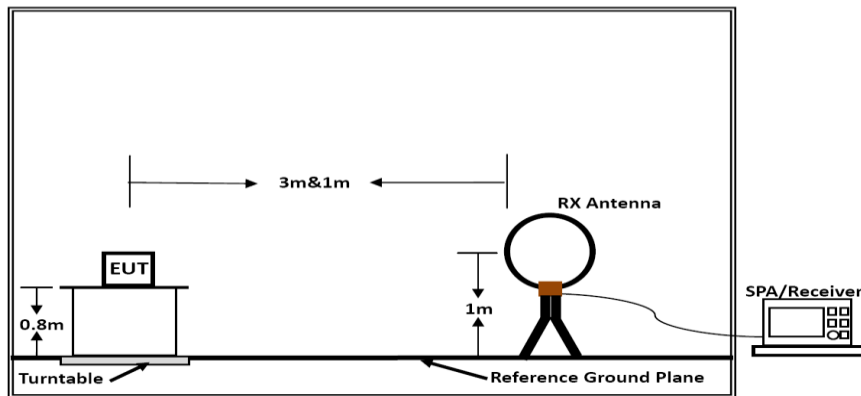 3m&1m
RX Antenna
EUT
SPA/Receiver
0.8m
1m
Turntable
Reference Ground Plane